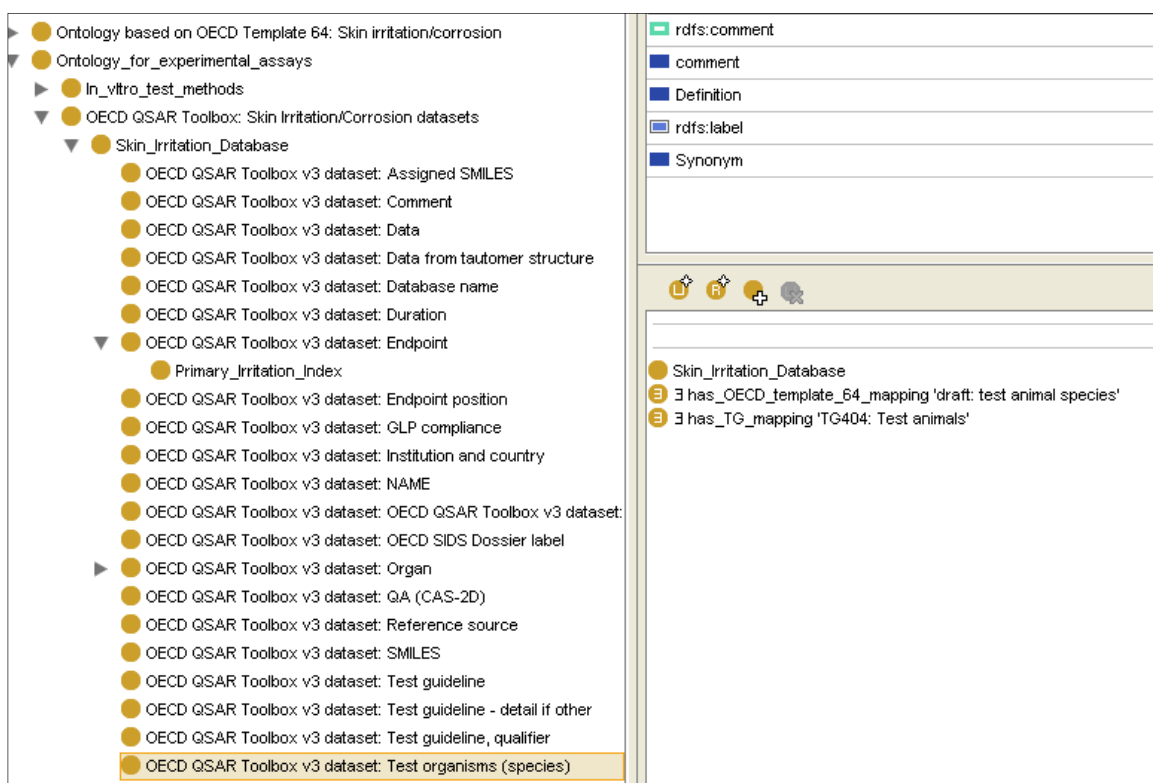 Ontology based on OECD Template 64: Skin irritation/corrosion
Ontology_for_experimental_assays
In_vItro_test_methods
OECD QSAR Toolbox: Skin Irritation/Corrosion datasets
Skin_Irritation_Database
OECD QSAR Toolbox v3 dataset: Assigned SMILES
OECD QSAR Toolbox v3 dataset: Comment
OECD QSAR Toolbox v3 dataset: Data
OECD QSAR Toolbox v3 dataset: Data from tautomer structure
OECD QSAR Toolbox v3 dataset: Database name
OECD QSAR Toolbox v3 dataset: Duration
OECD QSAR Toolbox v3 dataset: Endpoint
Primary_Irritation_Index
OECD QSAR Toolbox v3 dataset: Endpoint position
OECD QSAR Toolbox v3 dataset: GLP compliance
OECD QSAR Toolbox v3 dataset: Institution and country
OECD QSAR Toolbox v3 dataset: NAME
OECD QSAR Toolbox v3 dataset: OECD QSAR Toolbox v3 dataset:
OECD QSAR Toolbox v3 dataset: OECD SIDS Dossier label
OECD QSAR Toolbox v3 dataset: Organ
OECD QSAR Toolbox v3 dataset: QA (CAS-2D)
OECD QSAR Toolbox v3 dataset: Reference source
OECD QSAR Toolbox v3 dataset: SMILES
OECD QSAR Toolbox v3 dataset: Test guideline
OECD QSAR Toolbox v3 dataset: Test guideline - detail if other
OECD QSAR Toolbox v3 dataset: Test guideline, qualifier
OECD QSAR Toolbox v3 dataset: Test organisms (species)
rdfs:comment
comment
Definition
rdfs:label
Synonym
Skin_Irritation_Database
∃ has_OECD_template_64_mapping 'draft: test animal species'
∃ has_TG_mapping 'TG404: Test animals'